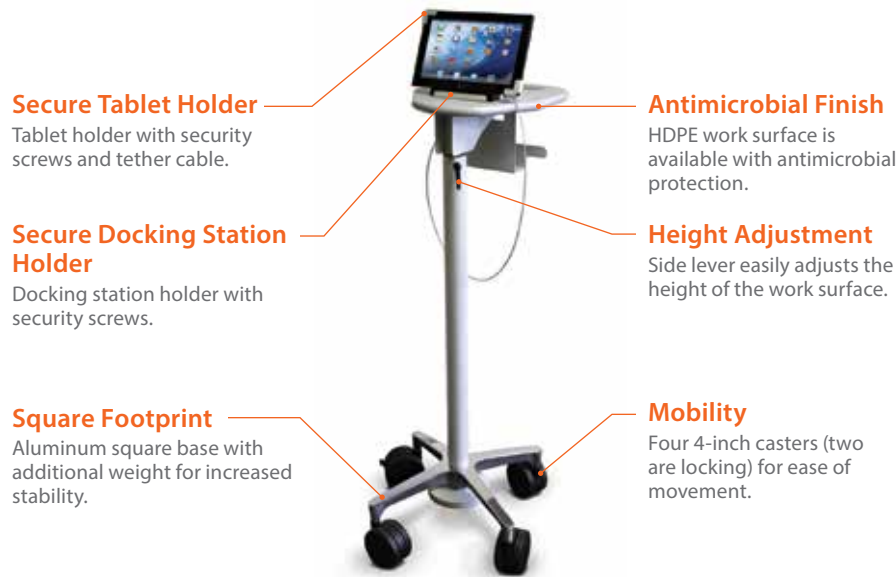 Secure Tablet Holder
Tablet holder with security
screws and tether cable.
Secure Docking Station
Holder
Docking station holder with
security screws.
Square Footprint
Aluminum square base with
additional weight for increased
stability.
Antimicrobial Finish
HDPE work surface is
available with antimicrobial
protection.
Height Adjustment
Side lever easily adjusts the
height of the work surface.
Mobility
Four 4-inch casters (two
are locking) for ease of
movement.